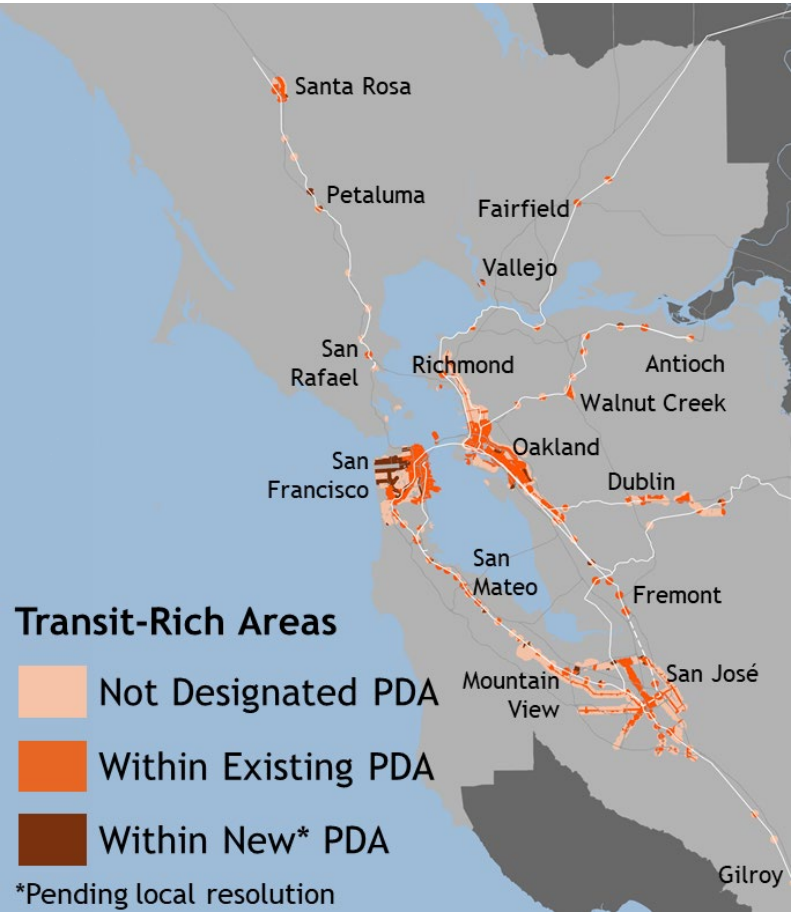 Santa Rosa
Petaluma
Fairfield
Vallejo
San
Rafael
Richmond
Antioch
Walnut Creek
Oakland
San
Francisco
Dublin
San
Mateo
Fremont
Mountain
View
San José
Gilroy
Transit-Rich Areas
Not Designated PDA
Within Existing PDA
Within New* PDA
*Pending local resolution